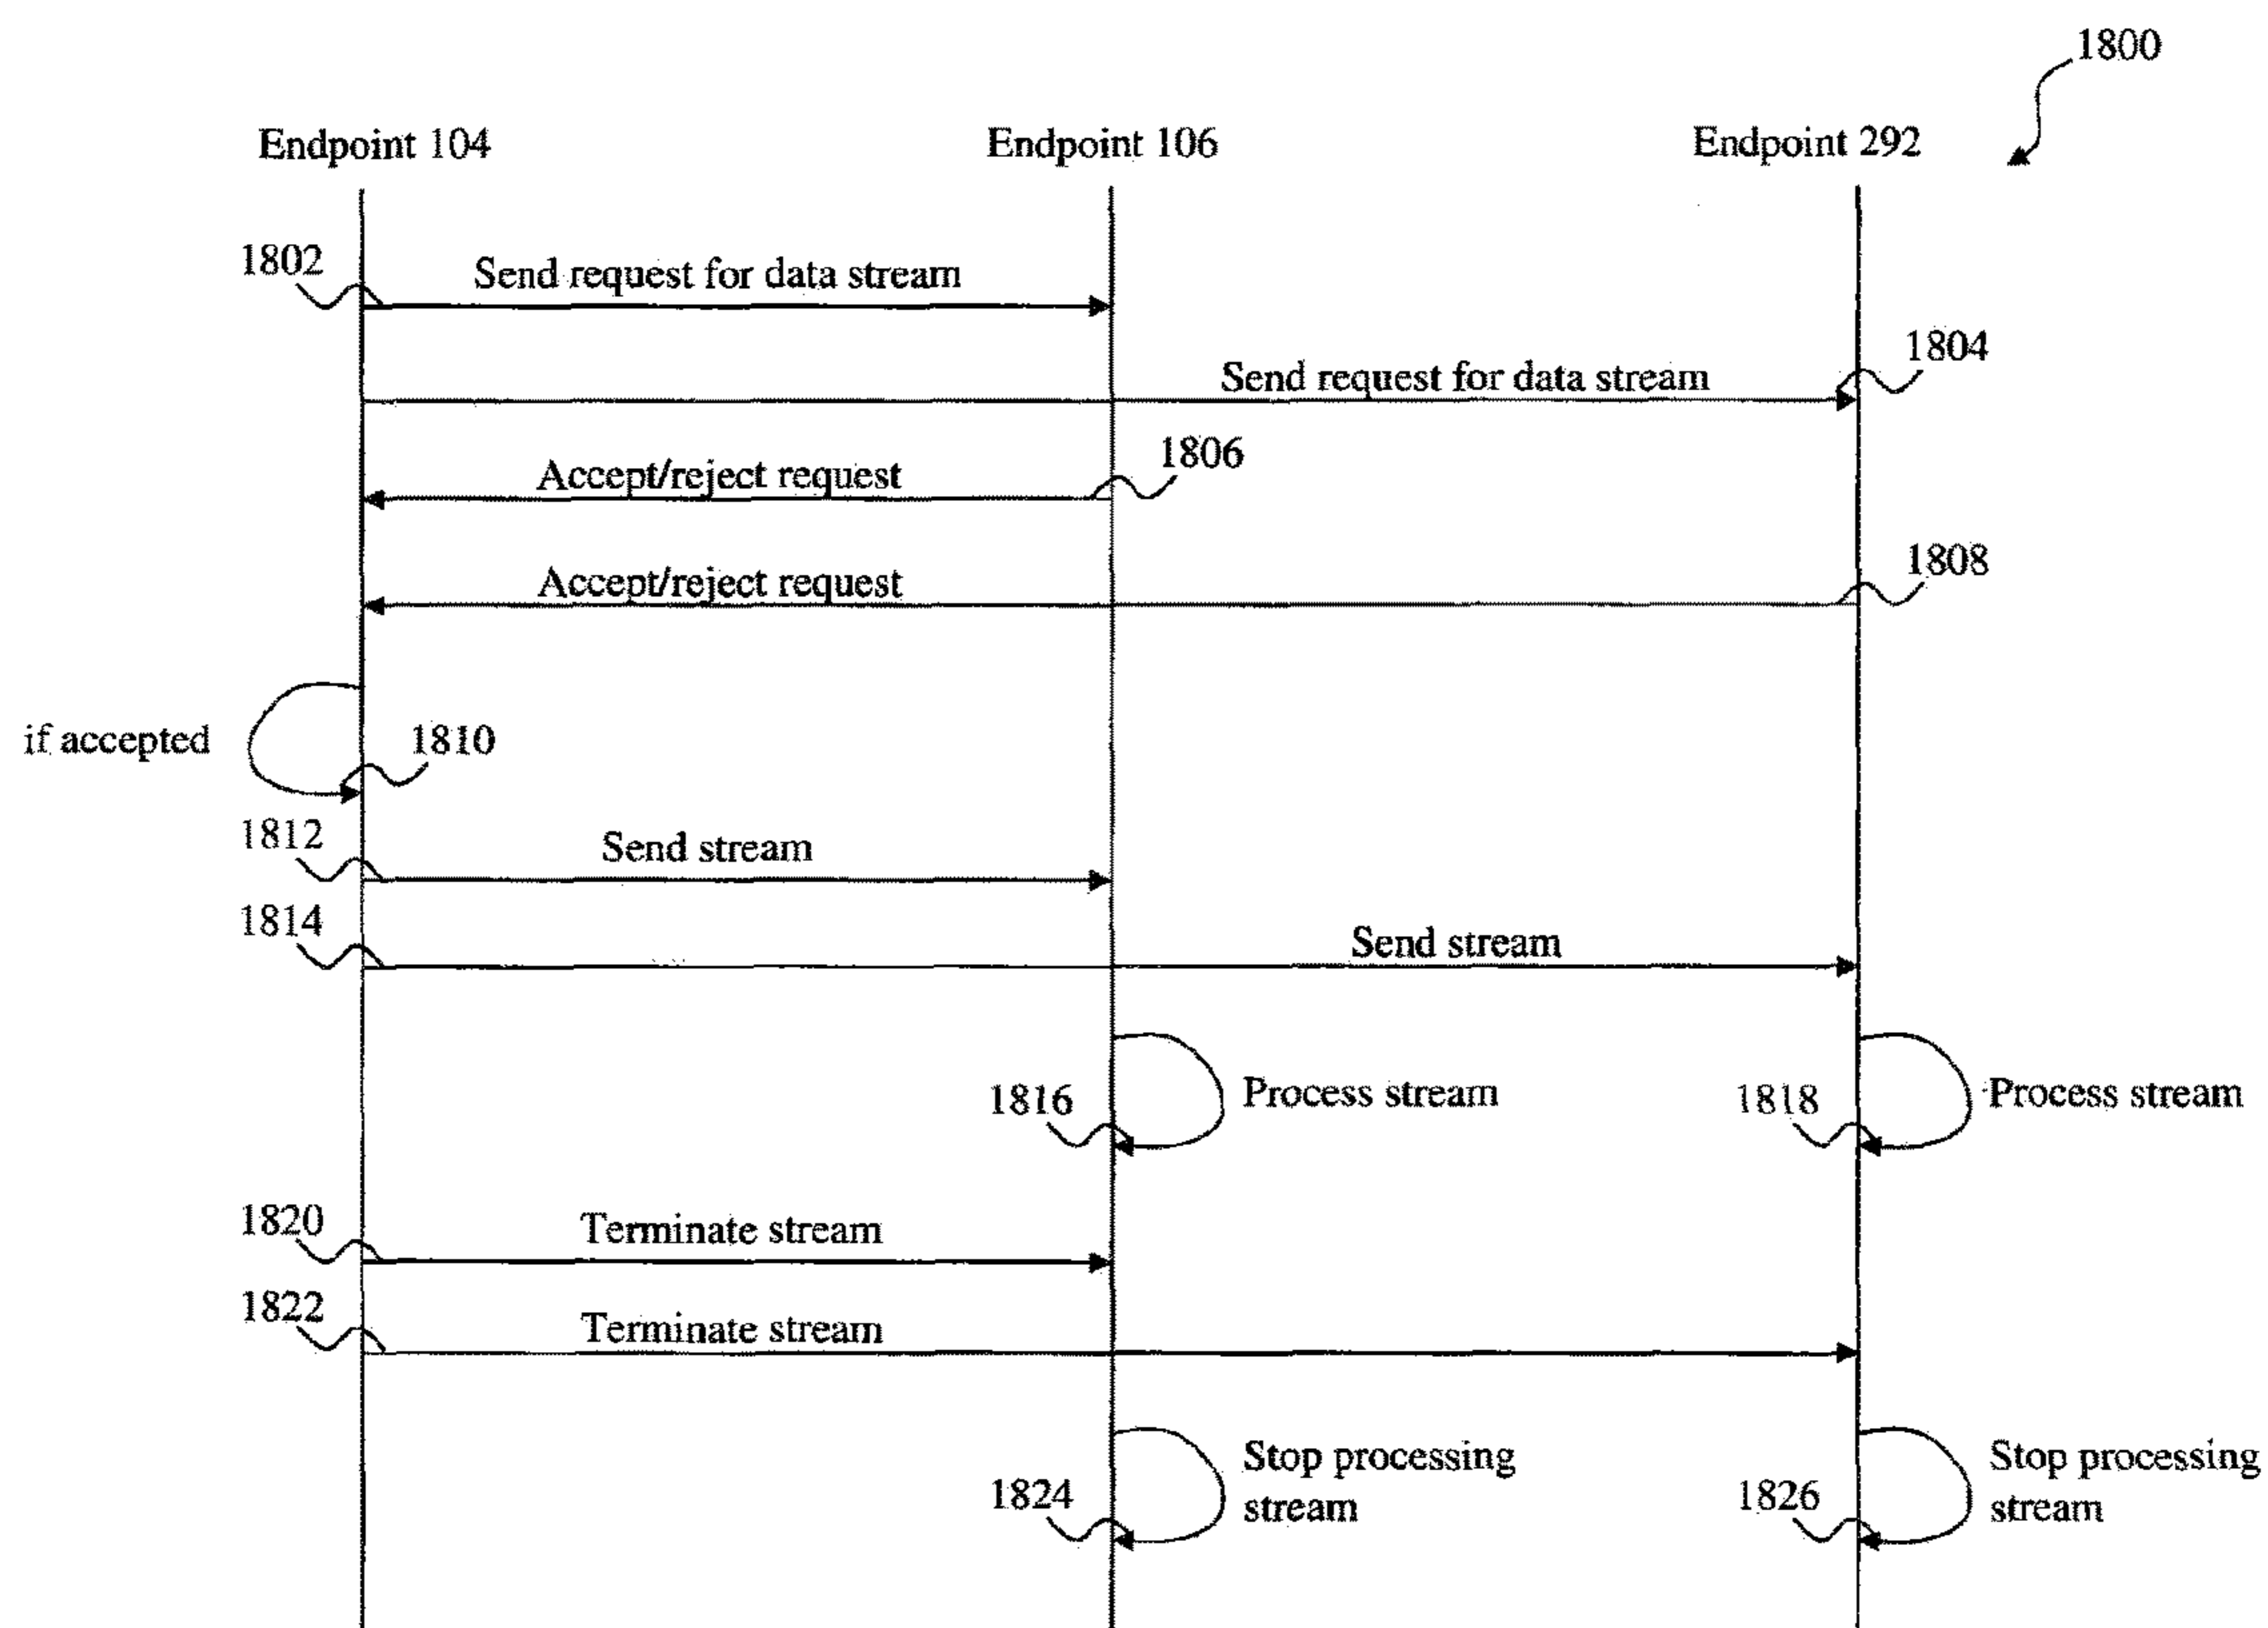 1800
Endpoint 104
Endpoint 106
Endpoint 292
1802
Send request for data stream
1804
Send request for data stream
1806
Accept/reject request
1808
Accept/reject request
if accepted
1810
1812
Send stream
1814
Send stream
1816
Process stream
1818
Process stream
1820
Terminate stream
1822
Terminate stream
1824
Stop processing
stream
1826
Stop processing
stream